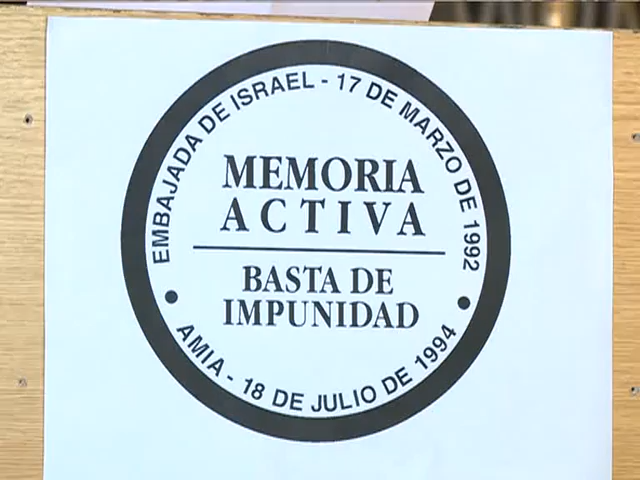 EMBAJADA DE ISRAEL - 17 DE MARZO DE 1992
MEMORIA
ACTIVA
BASTA DE
IMPUNIDAD
AMIA - 18 DE JULIO DE 1994